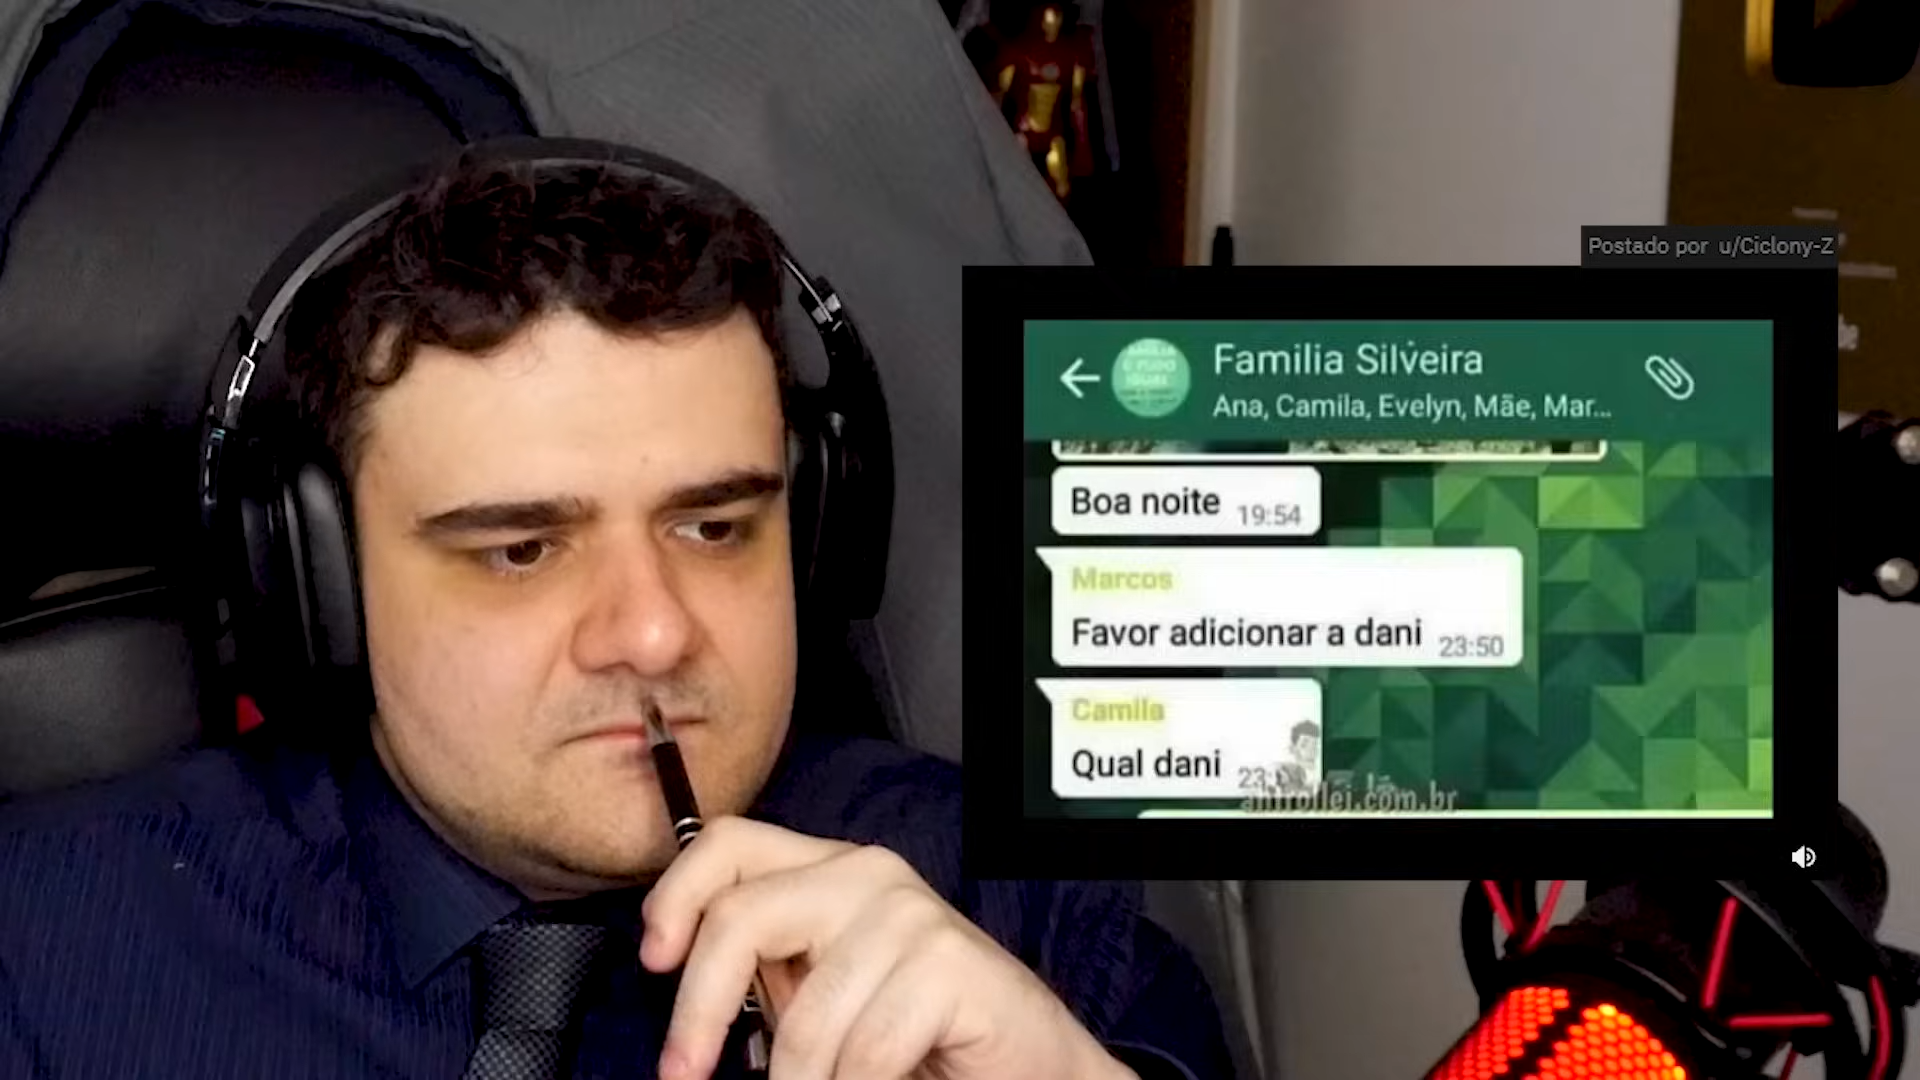 Postado por u/Ciclony-Z
Familia Silveira
Ana, Camila, Evelyn, Mãe, Mar...
Boa noite 19:54
Marcos
Favor adicionar a dani 23:50
Camila
Qual dani